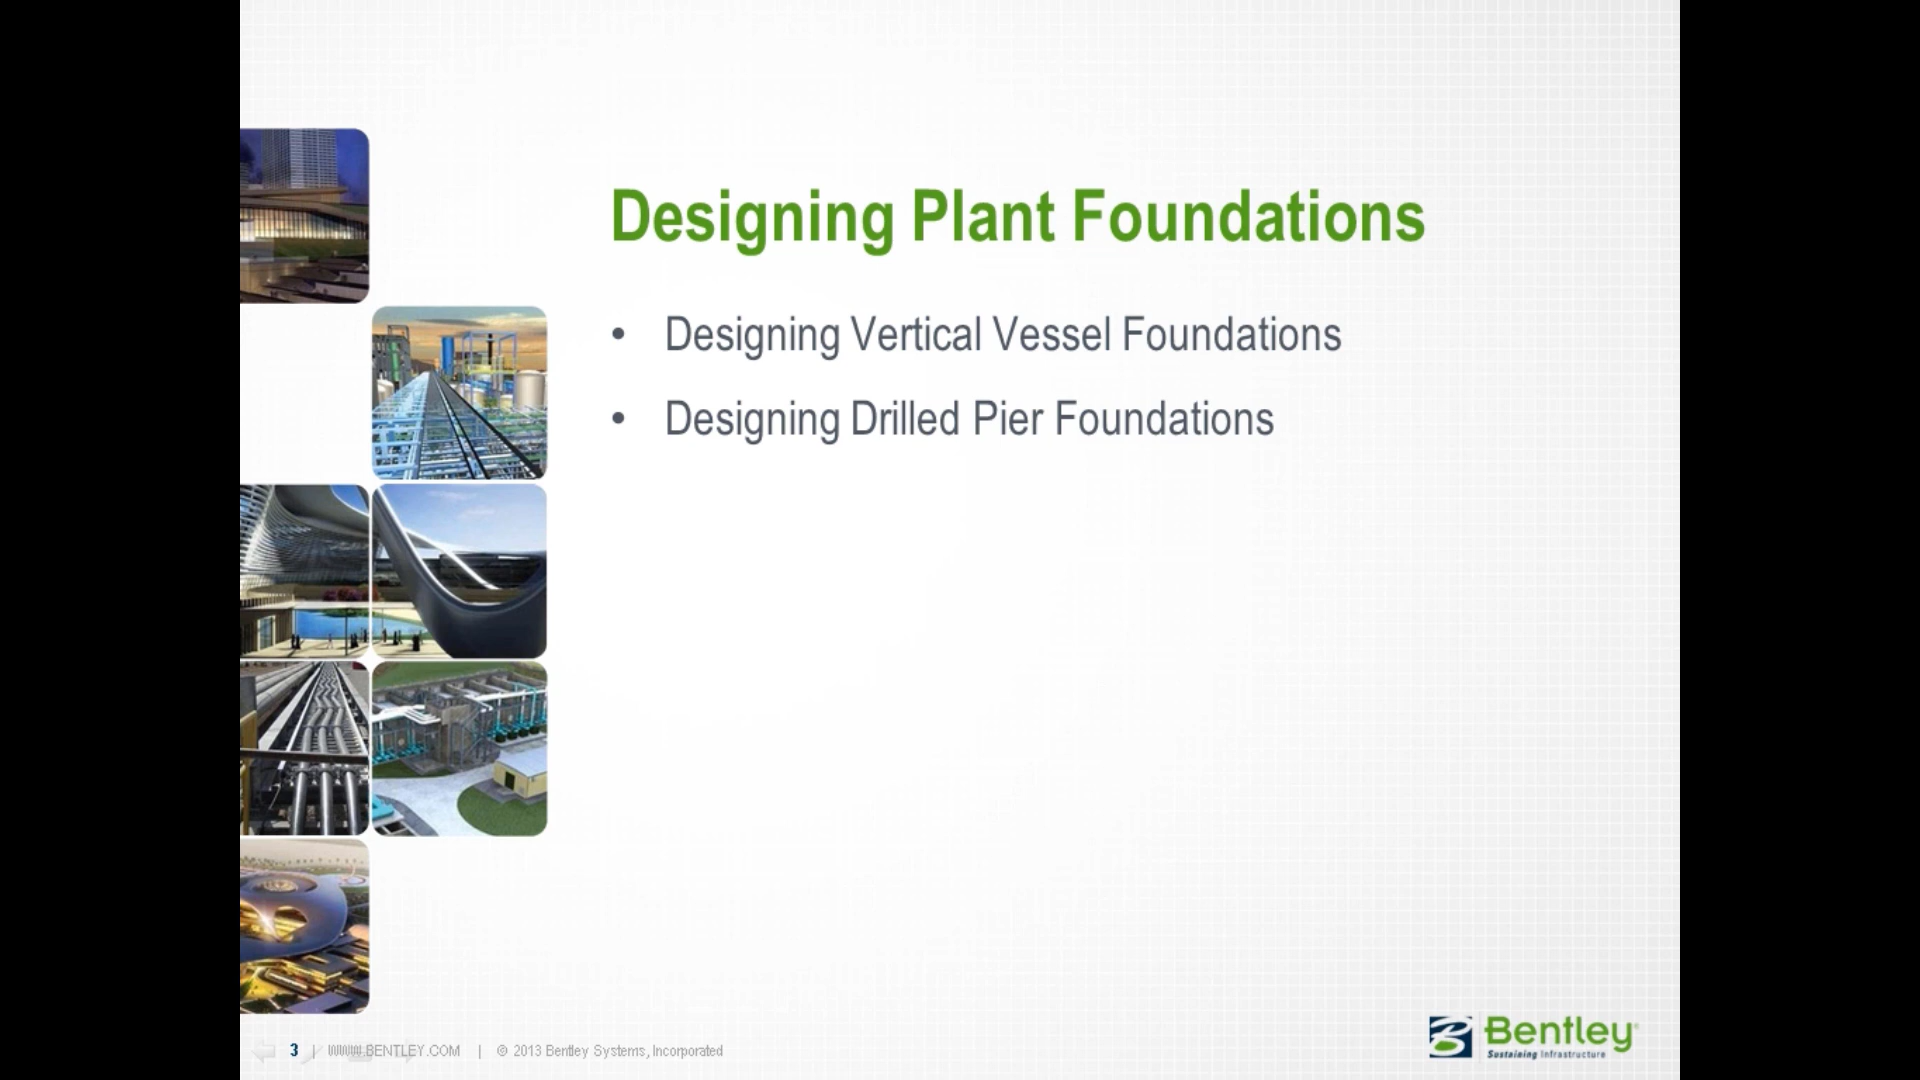 Designing Plant Foundations
• Designing Vertical Vessel Foundations
• Designing Drilled Pier Foundations
3 | WWW.BENTLEY.COM | © 2013 Bentley Systems, Incorporated
Bentley
Sustaining Infrastructure